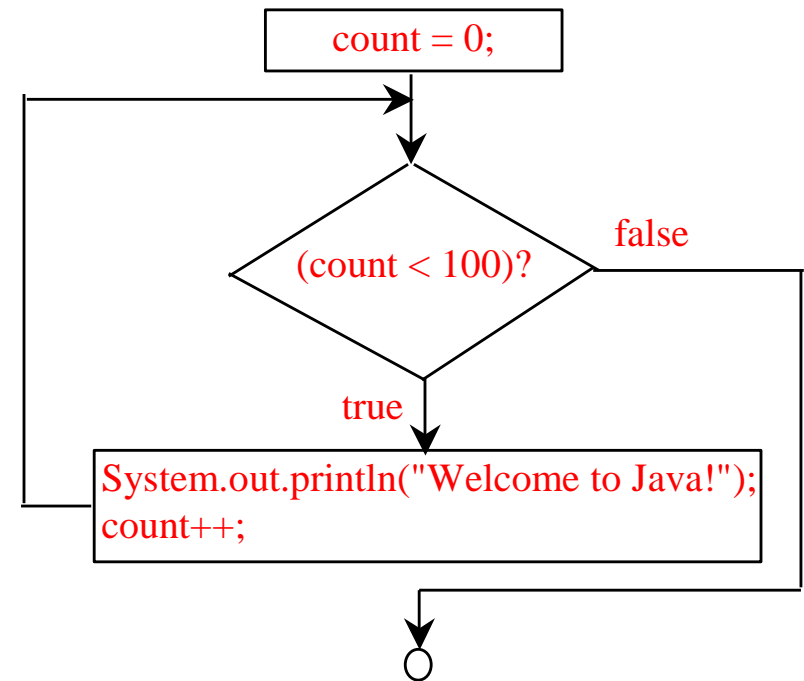 count = 0;
(count < 100)?
false
true
System.out.println("Welcome to Java!");
count++;